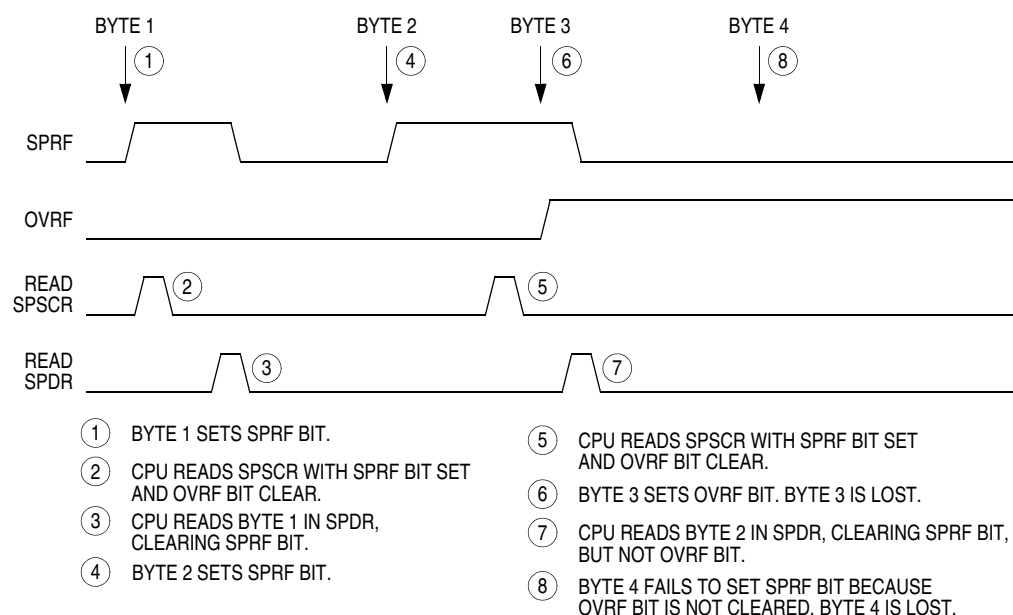 BYTE 1 BYTE 2 BYTE 3 BYTE 4
1 4 6 8
SPRF
OVRF
READ
SPSCR
2 5
READ
SPDR
3 7
1 BYTE 1 SETS SPRF BIT.
2 CPU READS SPSCR WITH SPRF BIT SET
AND OVRF BIT CLEAR.
3 CPU READS BYTE 1 IN SPDR,
CLEARING SPRF BIT.
4 BYTE 2 SETS SPRF BIT.
5 CPU READS SPSCR WITH SPRF BIT SET
AND OVRF BIT CLEAR.
6 BYTE 3 SETS OVRF BIT. BYTE 3 IS LOST.
7 CPU READS BYTE 2 IN SPDR, CLEARING SPRF BIT,
BUT NOT OVRF BIT.
8 BYTE 4 FAILS TO SET SPRF BIT BECAUSE
OVRF BIT IS NOT CLEARED. BYTE 4 IS LOST.